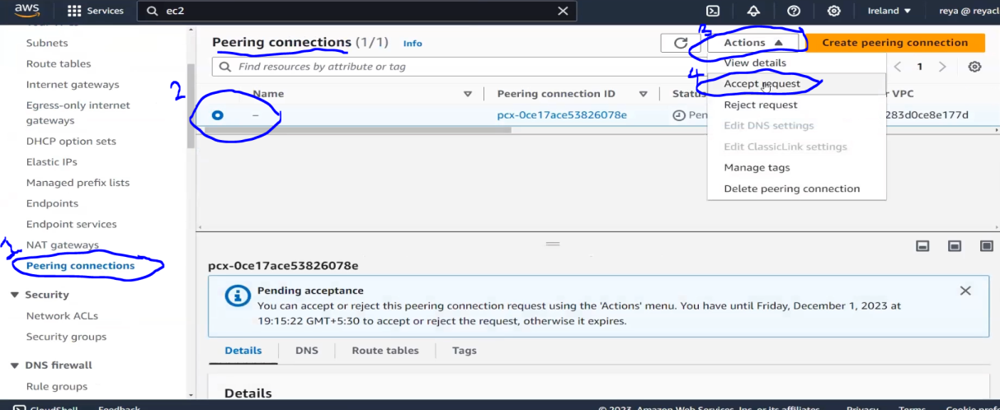 aws Services ec2 Ireland ▼ reya @ reyacl
Subnets
Route tables
Internet gateways
Egress-only internet
gateways
DHCP option sets
Elastic IPs
Managed prefix lists
Endpoints
Endpoint services
NAT gateways
Peering connections
Security
Network ACLs
Security groups
DNS firewall
Rule groups
1
2
3
4
Peering connections (1/1) Info
Actions ▲ Create peering connection
Find resources by attribute or tag
1
Name Peering connection ID Status VPC
– pcx-0ce17ace53826078e Pen 283d0ce8e177d
View details
Accept request
Reject request
Edit DNS settings
Edit ClassicLink settings
Manage tags
Delete peering connection
pcx-0ce17ace53826078e
Pending acceptance
You can accept or reject this peering connection request using the 'Actions' menu. You have until Friday, December 1, 2023 at
19:15:22 GMT+5:30 to accept or reject the request, otherwise it expires.
Details DNS Route tables Tags
Details
CloudShell Feedback © 2023, Amazon Web Services, Inc. or its affiliates. Privacy Terms Cookie prefe